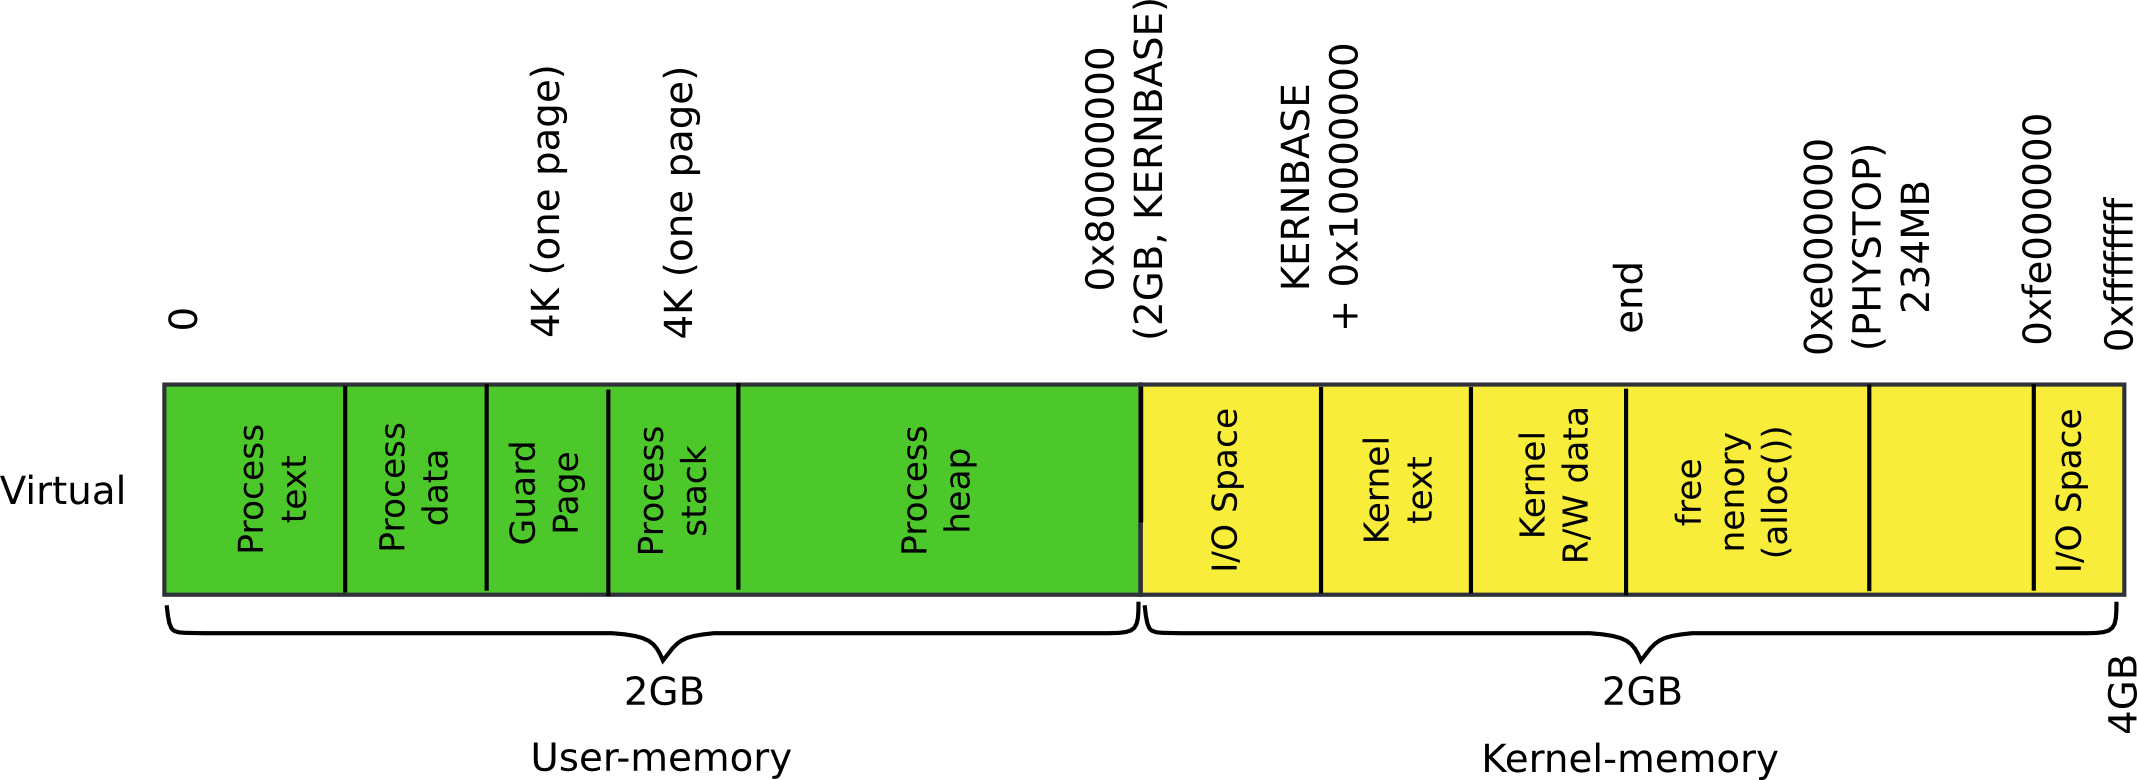 0
4K (one page)
4K (one page)
0x80000000
(2GB, KERNBASE)
KERNBASE
+ 0x10000000
end
0xe000000
(PHYSTOP)
234MB
0xfe000000
0xffffffff
Virtual
Process
text
Process
data
Guard
Page
Process
stack
Process
heap
I/O Space
Kernel
text
Kernel
R/W data
free
nenory
(alloc())
I/O Space
2GB
2GB
4GB
User-memory
Kernel-memory